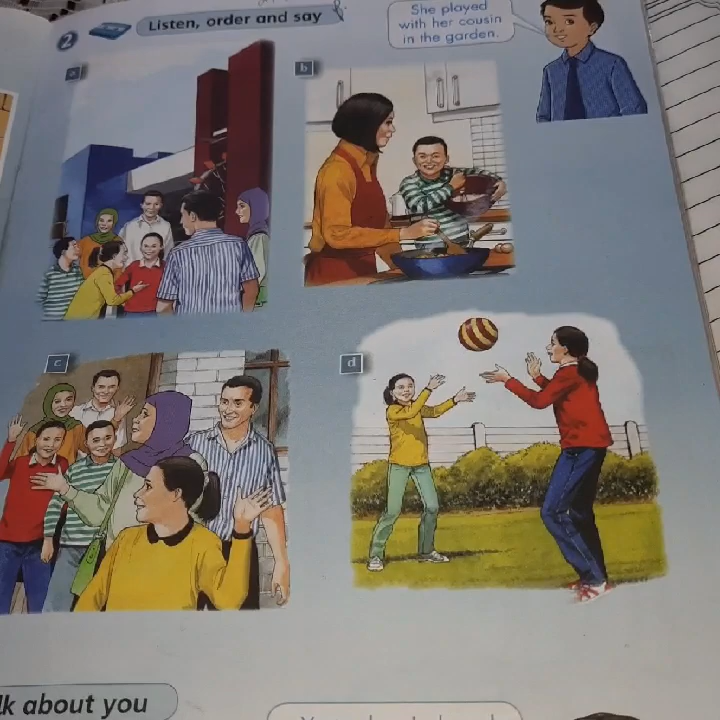 2
Listen, order and say
She played
with her cousin
in the garden.
a
b
c
d
lk about you